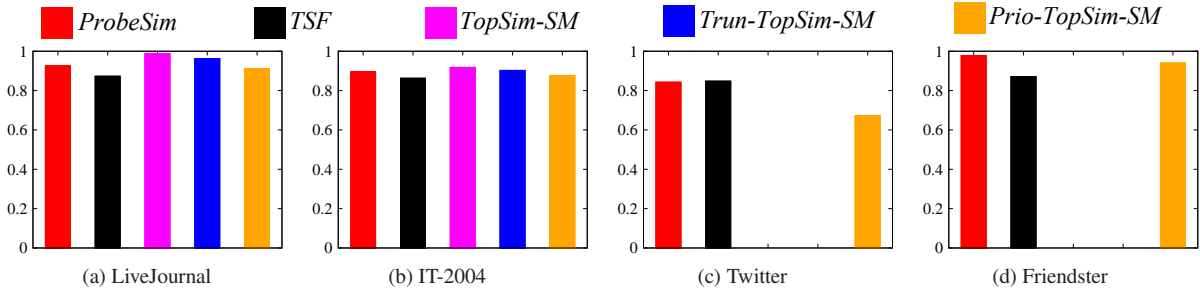 ProbeSim TSF TopSim-SM Trun-TopSim-SM Prio-TopSim-SM
1 1 1 1
0.8 0.8 0.8 0.8
0.6 0.6 0.6 0.6
0.4 0.4 0.4 0.4
0.2 0.2 0.2 0.2
0 0 0 0
(a) LiveJournal (b) IT-2004 (c) Twitter (d) Friendster